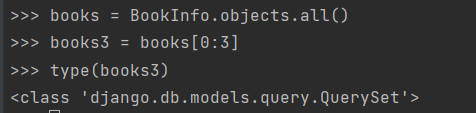 >>> books = BookInfo.objects.all()
>>> books3 = books[0:3]
>>> type(books3)
<class 'django.db.models.query.QuerySet'>